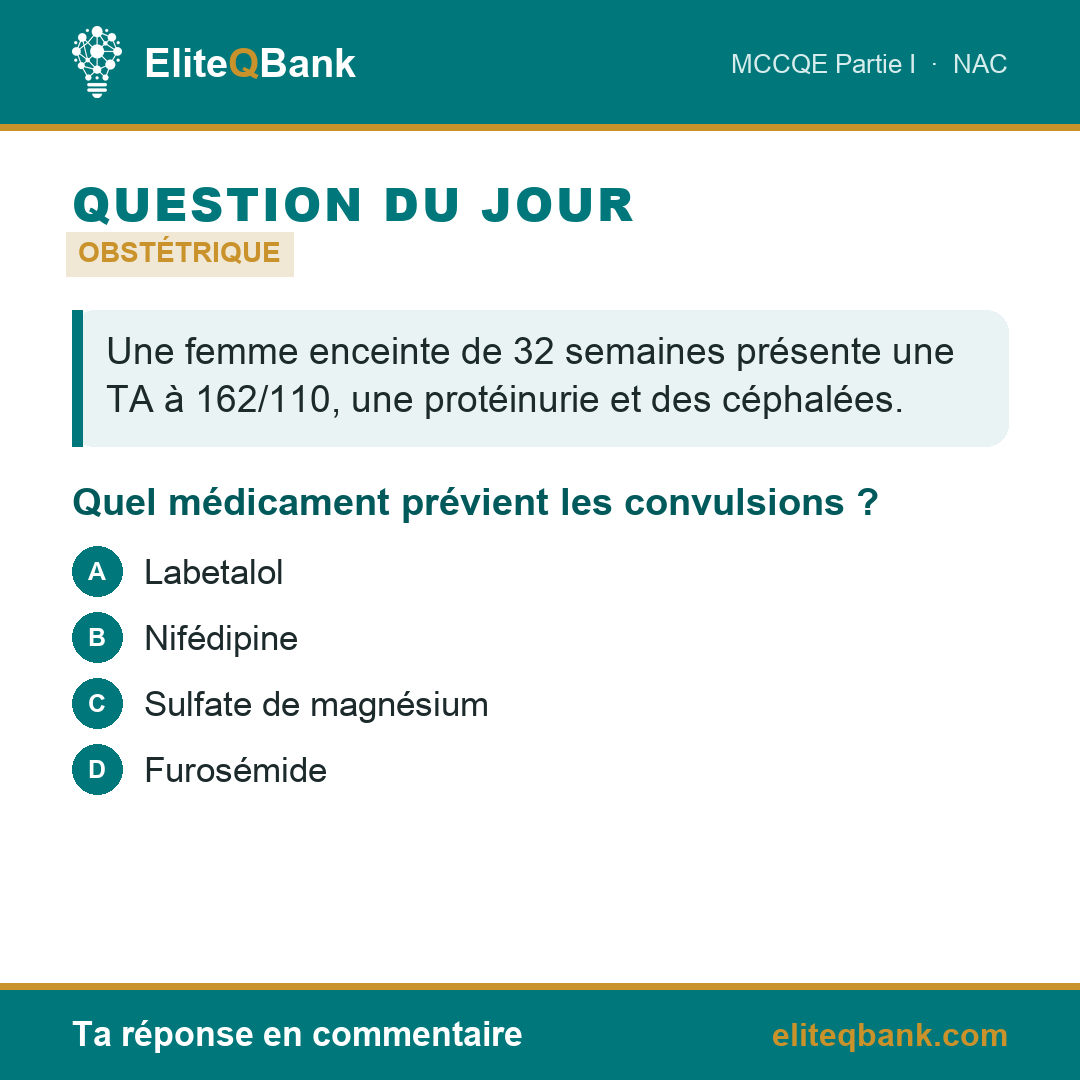 EliteQBank
MCCQE Partie I · NAC
QUESTION DU JOUR
OBSTÉTRIQUE
Une femme enceinte de 32 semaines présente une
TA à 162/110, une protéinurie et des céphalées.
Quel médicament prévient les convulsions ?
A Labetalol
B Nifédipine
C Sulfate de magnésium
D Furosémide
Ta réponse en commentaire
eliteqbank.com